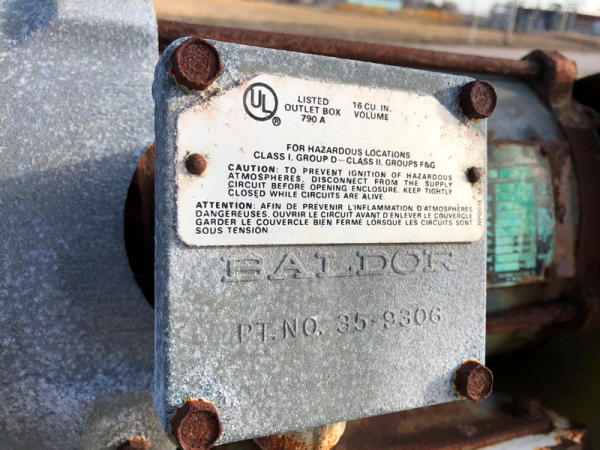 UL
®
LISTED
OUTLET BOX
790 A
16 CU. IN.
VOLUME
FOR HAZARDOUS LOCATIONS
CLASS I, GROUP D—CLASS II, GROUPS F&G
CAUTION: TO PREVENT IGNITION OF HAZARDOUS
ATMOSPHERES, DISCONNECT FROM THE SUPPLY
CIRCUIT BEFORE OPENING ENCLOSURE. KEEP TIGHTLY
CLOSED WHILE CIRCUITS ARE ALIVE.
ATTENTION: AFIN DE PREVENIR L'INFLAMMATION D'ATMOSPHERES
DANGEREUSES, OUVRIR LE CIRCUIT AVANT D'ENLEVER LE COUVERCLE
GARDER LE COUVERCLE BIEN FERMÉ LORSQUE LES CIRCUITS SONT
SOUS TENSION
BALDOR
PT. NO. 35-9306